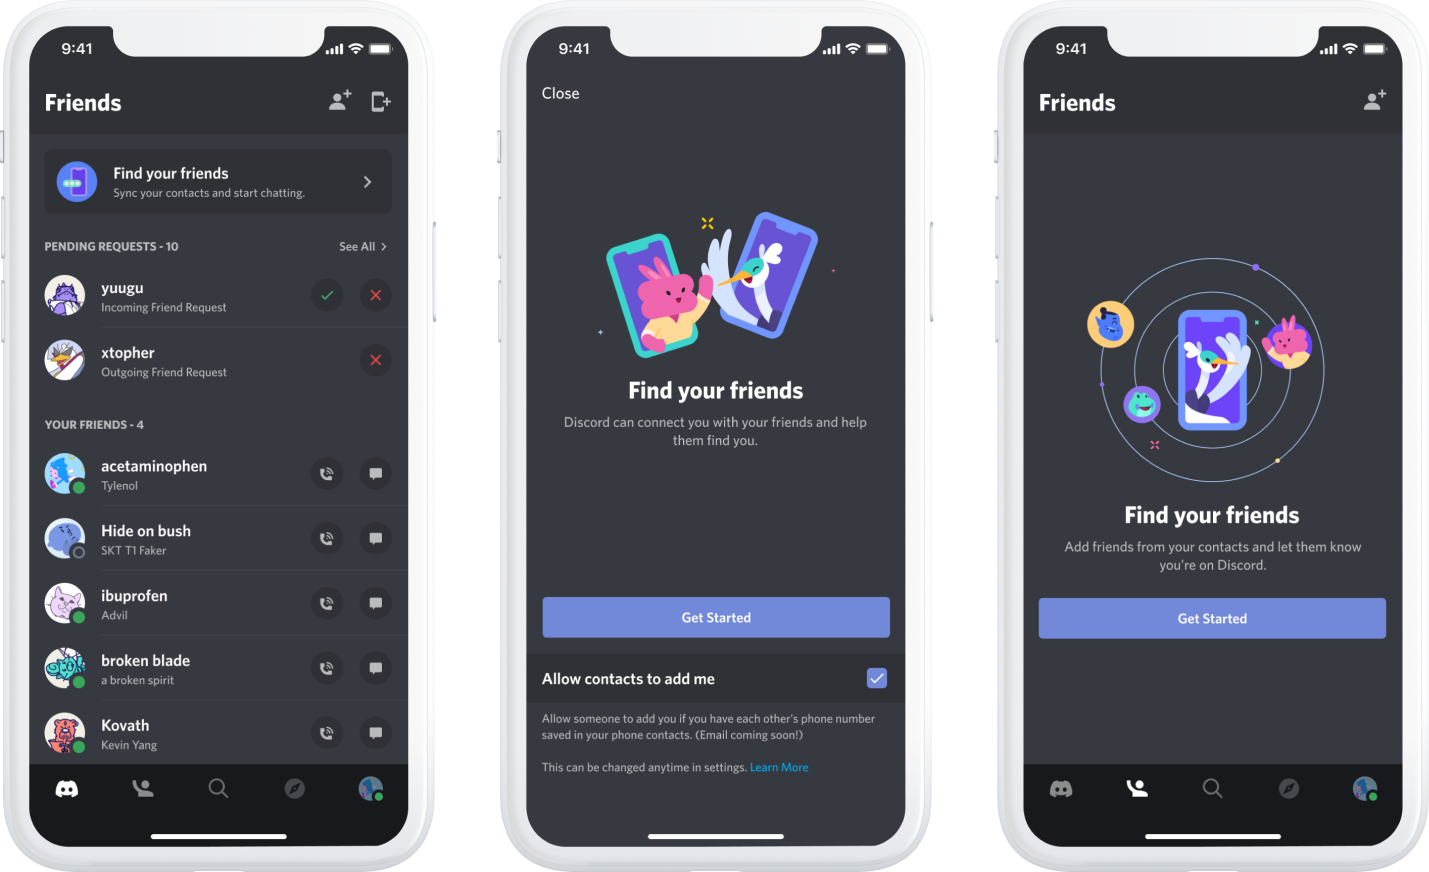 9:41
Friends
Find your friends
Sync your contacts and start chatting.
PENDING REQUESTS - 10
See All
yuugu
Incoming Friend Request
xtopher
Outgoing Friend Request
YOUR FRIENDS - 4
acetaminophen
Tylenol
Hide on bush
SKT T1 Faker
ibuprofen
Advil
broken blade
a broken spirit
Kovath
Kevin Yang
9:41
Close
Find your friends
Discord can connect you with your friends and help
them find you.
Get Started
Allow contacts to add me
Allow someone to add you if you have each other's phone number
saved in your phone contacts. (Email coming soon!)
This can be changed anytime in settings. Learn More
9:41
Friends
Find your friends
Add friends from your contacts and let them know
you're on Discord.
Get Started